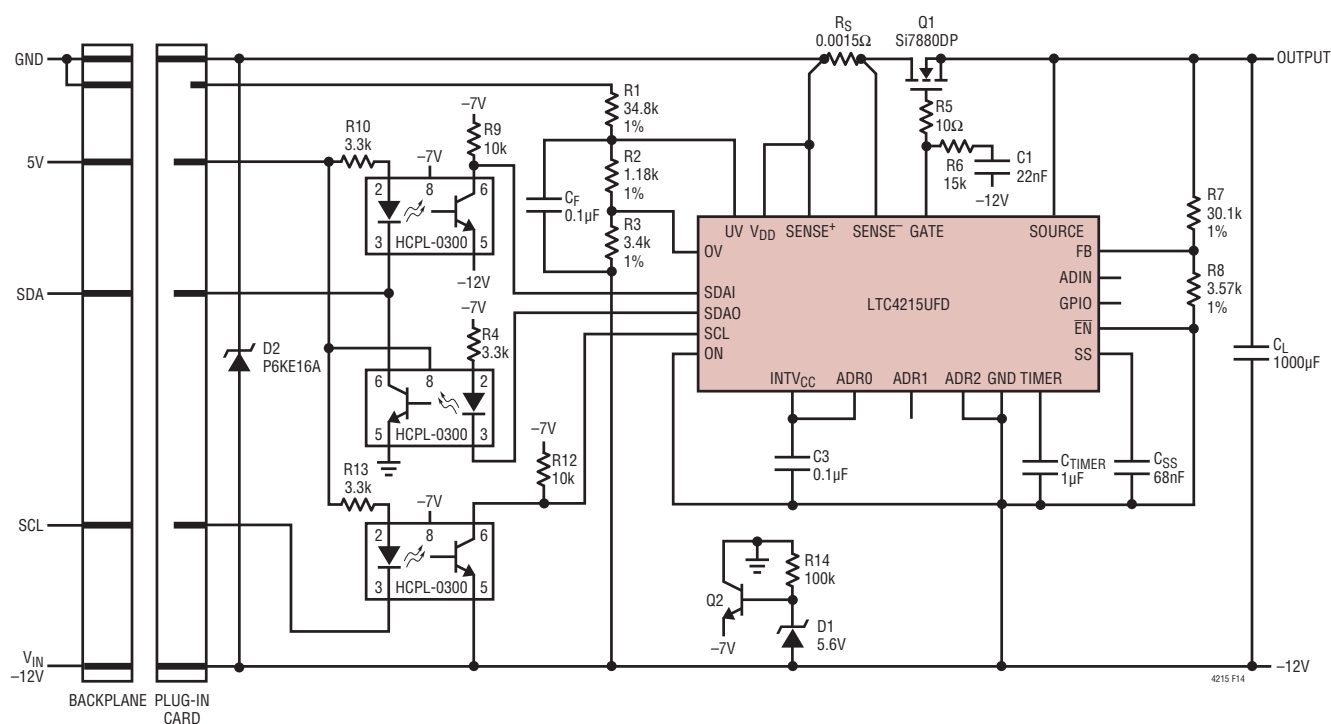 GND
5V
SDA
SCL
VIN
–12V
BACKPLANE
PLUG-IN
CARD
D2
P6KE16A
R10
3.3k
–7V
R9
10k
–7V
2
8
6
3
HCPL-0300
5
–12V
–7V
R4
3.3k
6
8
2
5
HCPL-0300
3
R13
3.3k
–7V
–7V
R12
10k
2
8
6
3
HCPL-0300
5
CF
0.1µF
R1
34.8k
1%
R2
1.18k
1%
R3
3.4k
1%
RS
0.0015Ω
Q1
Si7880DP
R5
10Ω
R6
15k
C1
22nF
–12V
UV
VDD
SENSE+
SENSE–
GATE
SOURCE
OV
SDAI
SDAO
SCL
ON
LTC4215UFD
FB
ADIN
GPIO
EN
SS
INTVCC
ADR0
ADR1
ADR2
GND
TIMER
R7
30.1k
1%
R8
3.57k
1%
OUTPUT
CL
1000µF
C3
0.1µF
CTIMER
1µF
CSS
68nF
Q2
–7V
R14
100k
D1
5.6V
–12V
4215 F14